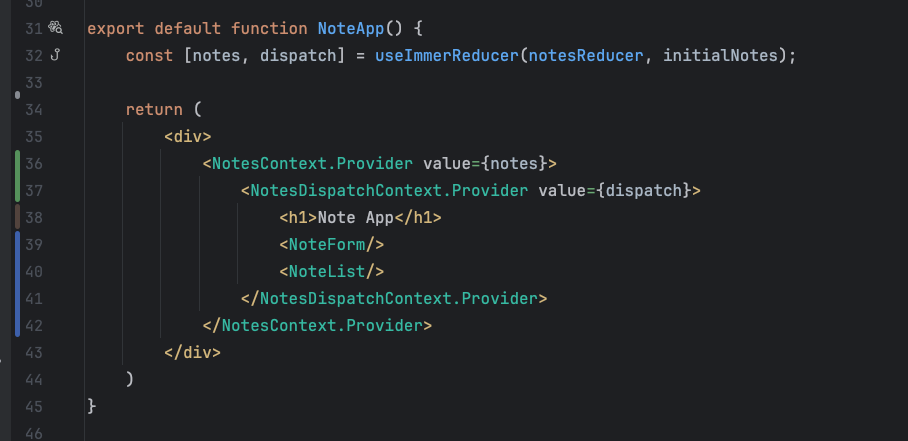 30
31 export default function NoteApp() {
32     const [notes, dispatch] = useImmerReducer(notesReducer, initialNotes);
33
34     return (
35         <div>
36             <NotesContext.Provider value={notes}>
37                 <NotesDispatchContext.Provider value={dispatch}>
38                     <h1>Note App</h1>
39                     <NoteForm/>
40                     <NoteList/>
41                 </NotesDispatchContext.Provider>
42             </NotesContext.Provider>
43         </div>
44     )
45 }
46